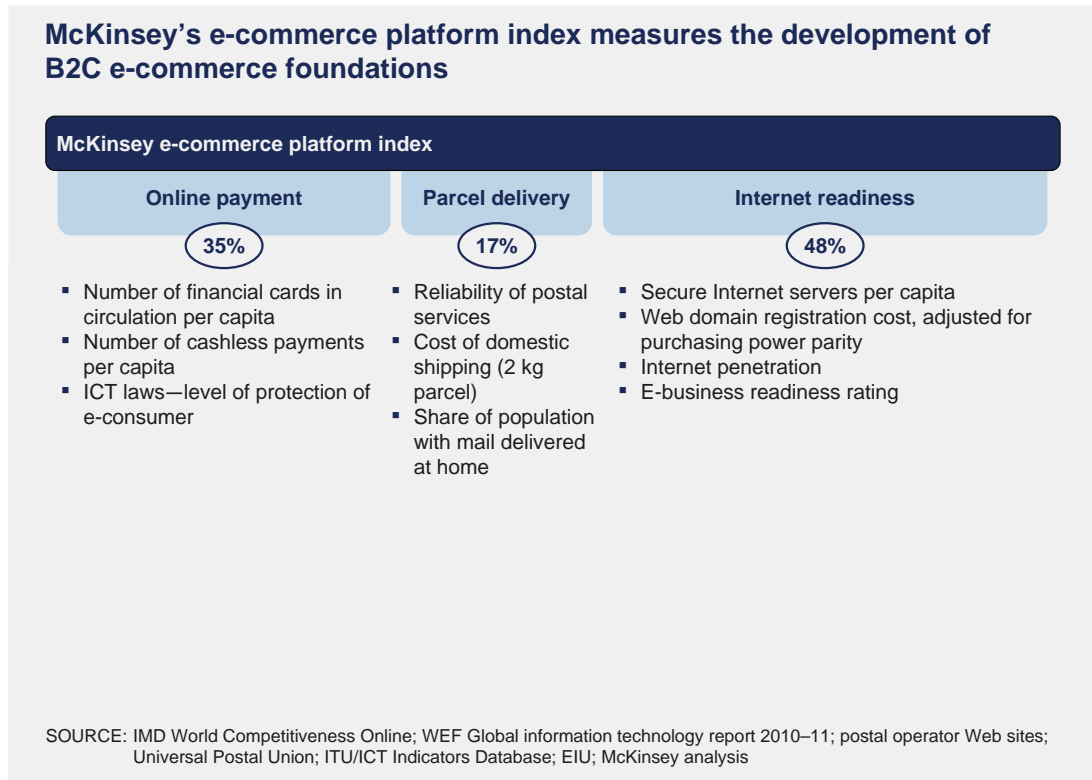 McKinsey’s e-commerce platform index measures the development of
B2C e-commerce foundations
McKinsey e-commerce platform index
Online payment
35%
▪ Number of financial cards in
circulation per capita
▪ Number of cashless payments
per capita
▪ ICT laws—level of protection of
e-consumer
Parcel delivery
17%
▪ Reliability of postal
services
▪ Cost of domestic
shipping (2 kg
parcel)
▪ Share of population
with mail delivered
at home
Internet readiness
48%
▪ Secure Internet servers per capita
▪ Web domain registration cost, adjusted for
purchasing power parity
▪ Internet penetration
▪ E-business readiness rating
SOURCE: IMD World Competitiveness Online; WEF Global information technology report 2010–11; postal operator Web sites;
Universal Postal Union; ITU/ICT Indicators Database; EIU; McKinsey analysis